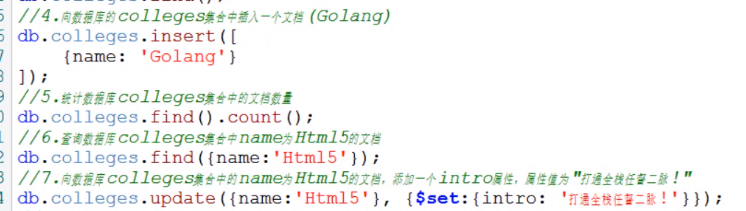 //4.向数据库的colleges集合中插入一个文档(Golang)
db.colleges.insert([
{name: 'Golang'}
]);
//5.统计数据库colleges集合中的文档数量
db.colleges.find().count();
//6.查询数据库colleges集合中name为Html5的文档
db.colleges.find({name:'Html5'});
//7.向数据库colleges集合中的name为Html5的文档，添加一个intro属性，属性值为"打通全栈任督二脉！"
db.colleges.update({name:'Html5'}, {$set:{intro: '打通全栈任督二脉!'}});